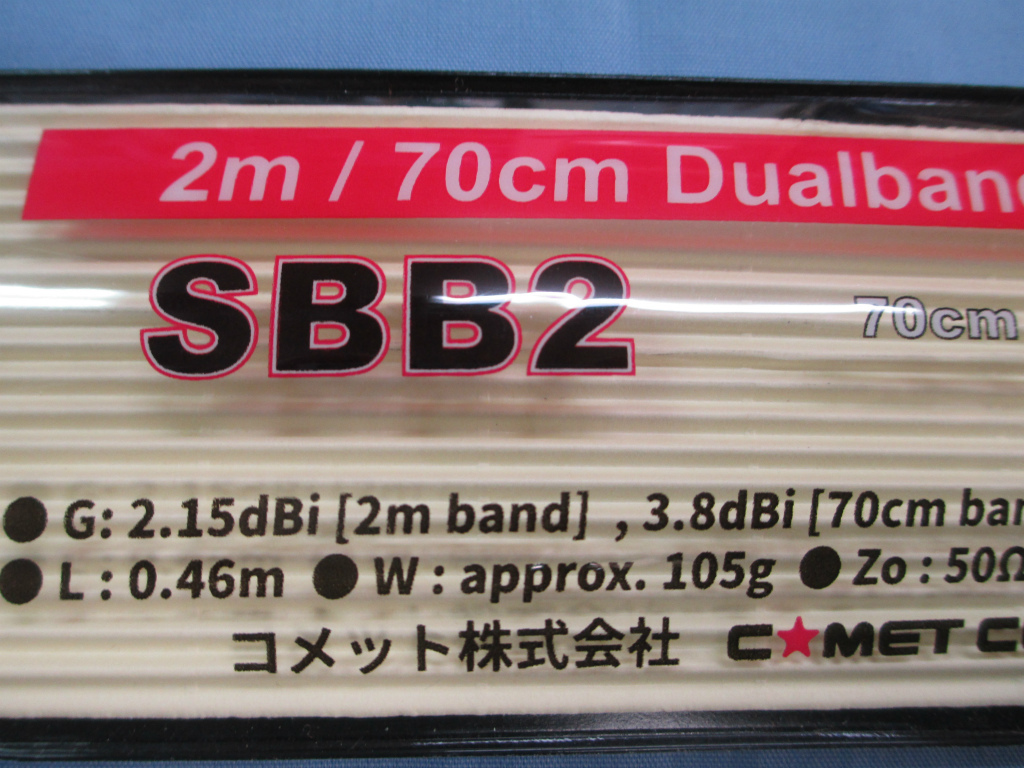 2m / 70cm Dualband
SBB2
70cm
● G: 2.15dBi [2m band] , 3.8dBi [70cm
● L : 0.46m ● W : approx. 105g ● Zo : 50Ω
コメット株式会社 C★MET